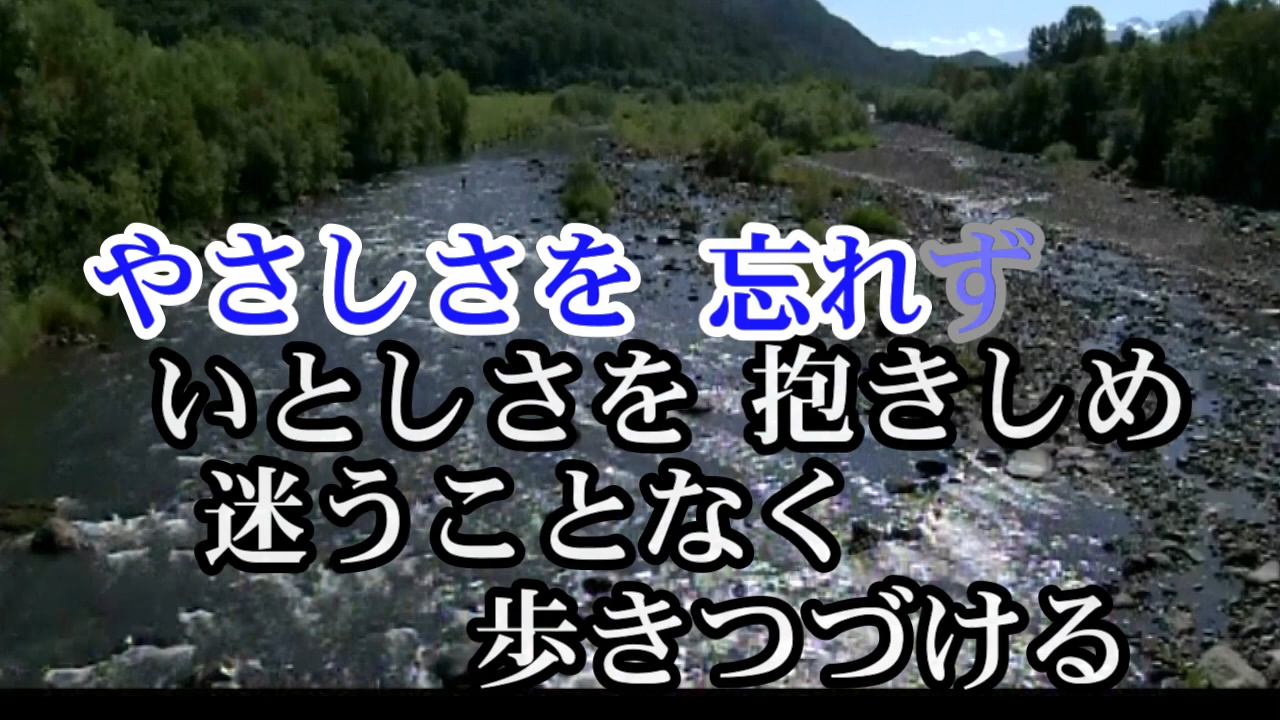 やさしさを 忘れず
いとしさを 抱きしめ
迷うことなく
歩きつづける